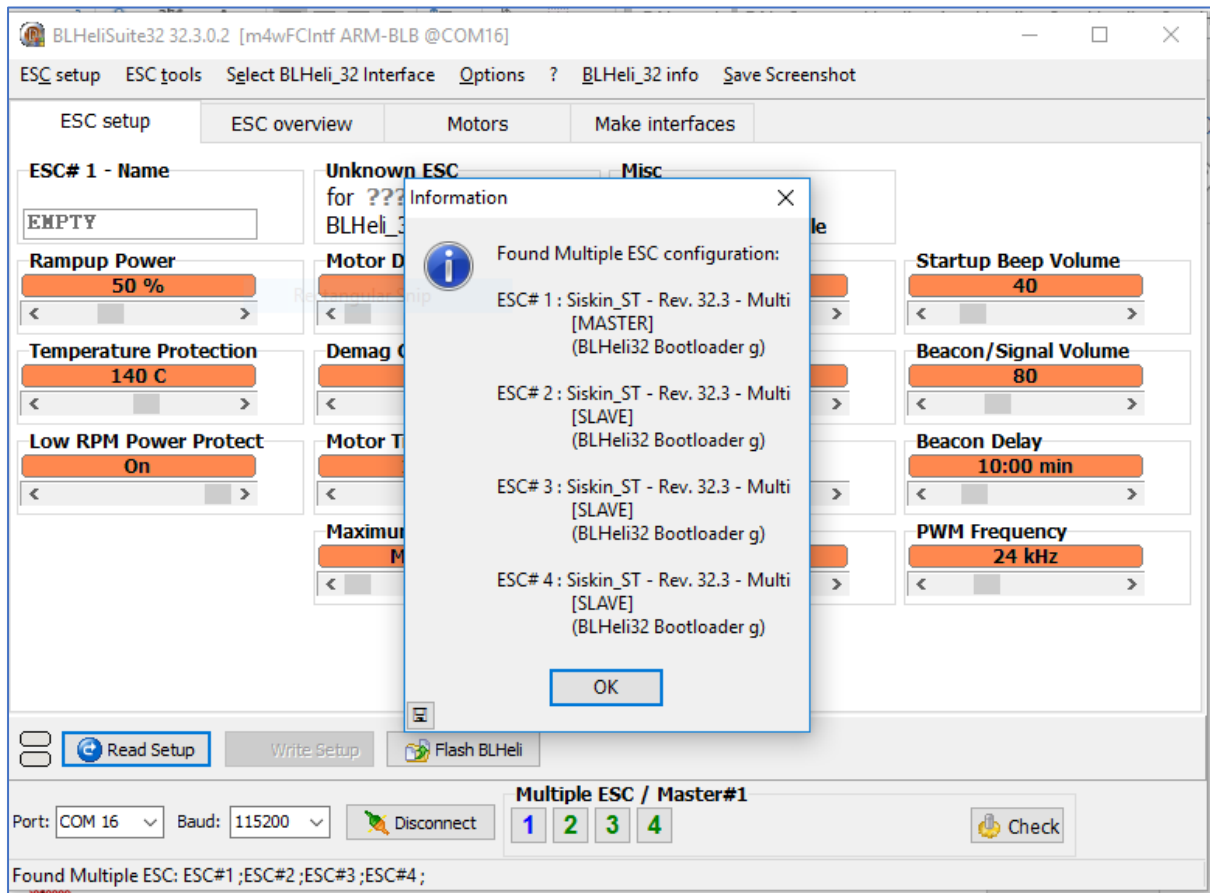 BLHeliSuite32 32.3.0.2 [m4wFCIntf ARM-BLB @COM16]
ESC setup ESC tools Select BLHeli_32 Interface Options ? BLHeli_32 info Save Screenshot
ESC setup ESC overview Motors Make interfaces
ESC# 1 - Name Unknown ESC Misc
for ???
EMPTY
BLHeli_3
Information
Found Multiple ESC configuration:
ESC# 1 : Siskin_ST - Rev. 32.3 - Multi
[MASTER]
(BLHeli32 Bootloader g)
ESC# 2 : Siskin_ST - Rev. 32.3 - Multi
[SLAVE]
(BLHeli32 Bootloader g)
ESC# 3 : Siskin_ST - Rev. 32.3 - Multi
[SLAVE]
(BLHeli32 Bootloader g)
ESC# 4 : Siskin_ST - Rev. 32.3 - Multi
[SLAVE]
(BLHeli32 Bootloader g)
OK
Rampup Power
50 %
Rectangular Snip
Temperature Protection
140 C
Low RPM Power Protect
On
Motor D
Demag
Motor T
Maximu
M
Startup Beep Volume
40
Beacon/Signal Volume
80
Beacon Delay
10:00 min
PWM Frequency
24 kHz
Read Setup Write Setup Flash BLHeli
Multiple ESC / Master#1
Port: COM 16 Baud: 115200 Disconnect 1 2 3 4 Check
Found Multiple ESC: ESC#1 ;ESC#2 ;ESC#3 ;ESC#4 ;